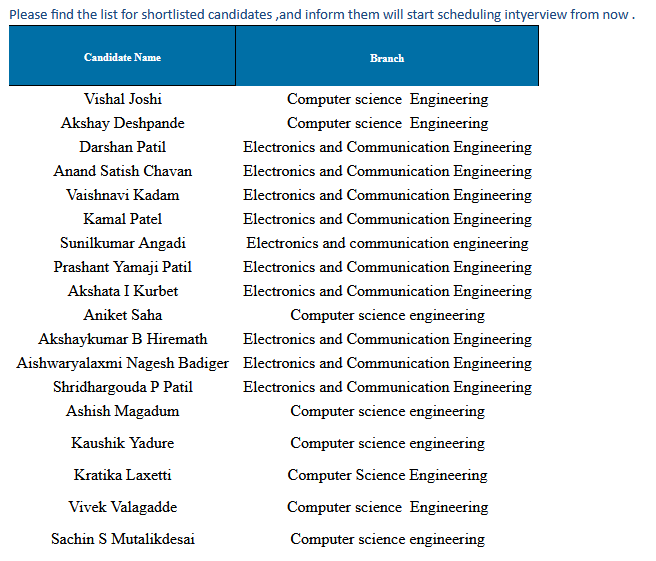 Please find the list for shortlisted candidates ,and inform them will start scheduling intyerview from now .
Candidate Name Branch
Vishal Joshi Computer science Engineering
Akshay Deshpande Computer science Engineering
Darshan Patil Electronics and Communication Engineering
Anand Satish Chavan Electronics and Communication Engineering
Vaishnavi Kadam Electronics and Communication Engineering
Kamal Patel Electronics and Communication Engineering
Sunilkumar Angadi Electronics and communication engineering
Prashant Yamaji Patil Electronics and Communication Engineering
Akshata I Kurbet Electronics and Communication Engineering
Aniket Saha Computer science engineering
Akshaykumar B Hiremath Electronics and Communication Engineering
Aishwaryalaxmi Nagesh Badiger Electronics and Communication Engineering
Shridhargouda P Patil Electronics and Communication Engineering
Ashish Magadum Computer science engineering
Kaushik Yadure Computer science engineering
Kratika Laxetti Computer Science Engineering
Vivek Valagadde Computer science Engineering
Sachin S Mutalikdesai Computer science engineering